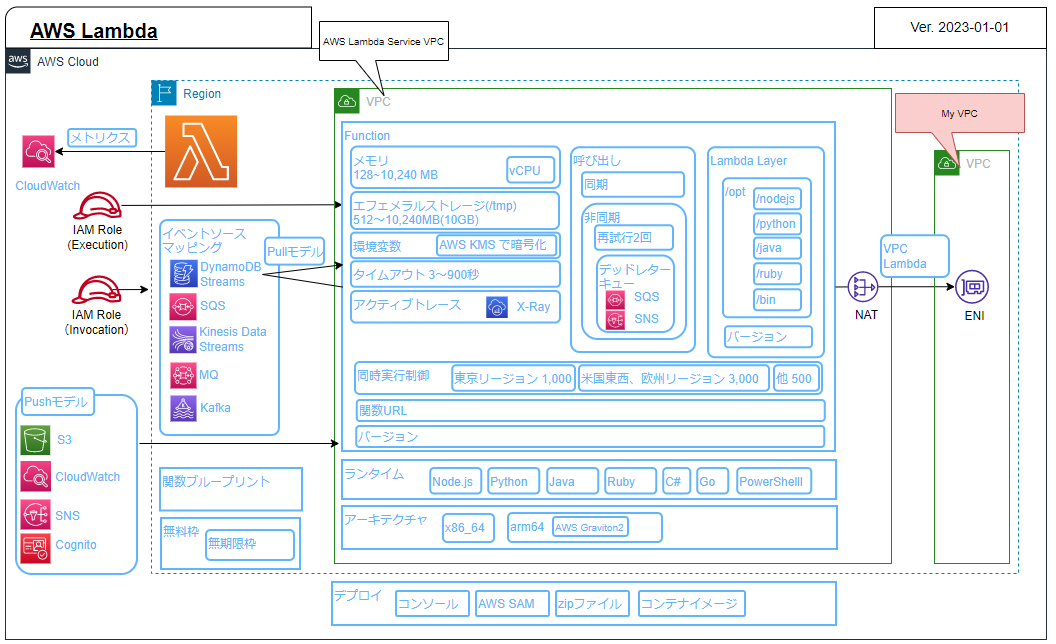 AWS Lambda
Ver. 2023-01-01
AWS Lambda Service VPC
aws
AWS Cloud
Region
VPC
My VPC
VPC
メトリクス
CloudWatch
IAM Role
(Execution)
IAM Role
(Invocation)
イベントソース
マッピング
Pullモデル
DynamoDB
Streams
SQS
Kinesis Data
Streams
MQ
Kafka
Pushモデル
S3
CloudWatch
SNS
Cognito
関数ブループリント
無料枠
無期限枠
Function
メモリ
128~10,240 MB
vCPU
エフェメラルストレージ(/tmp)
512～10,240MB(10GB)
環境変数
AWS KMS で暗号化
タイムアウト 3～900秒
アクティブトレース
X-Ray
呼び出し
同期
非同期
再試行2回
デッドレター
キュー
SQS
SNS
Lambda Layer
/opt
/nodejs
/python
/java
/ruby
/bin
バージョン
同時実行制御
東京リージョン 1,000
米国東西、欧州リージョン 3,000
他 500
関数URL
バージョン
ランタイム
Node.js
Python
Java
Ruby
C#
Go
PowerShelll
アーキテクチャ
x86_64
arm64
AWS Graviton2
VPC
Lambda
NAT
ENI
デプロイ
コンソール
AWS SAM
zipファイル
コンテナイメージ